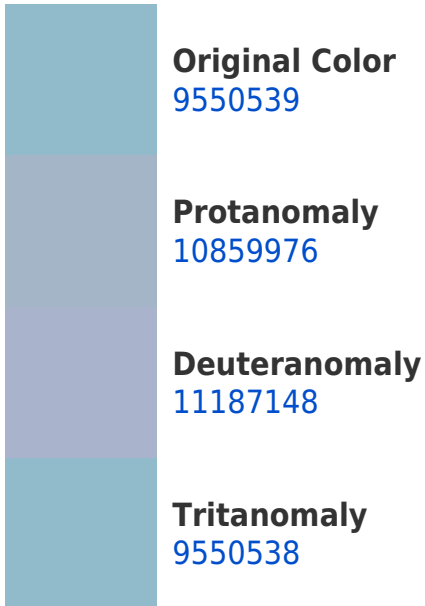 Original Color
9550539
Protanomaly
10859976
Deuteranomaly
11187148
Tritanomaly
9550538